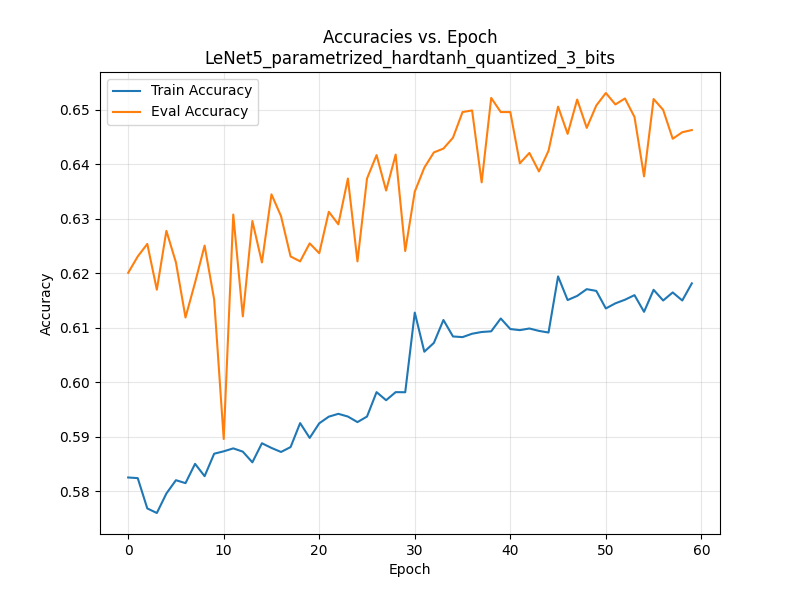 Accuracies vs. Epoch
LeNet5_parametrized_hardtanh_quantized_3_bits
Train Accuracy
Eval Accuracy
0.65
0.64
0.63
0.62
0.61
0.60
0.59
0.58
Accuracy
0 10 20 30 40 50 60
Epoch